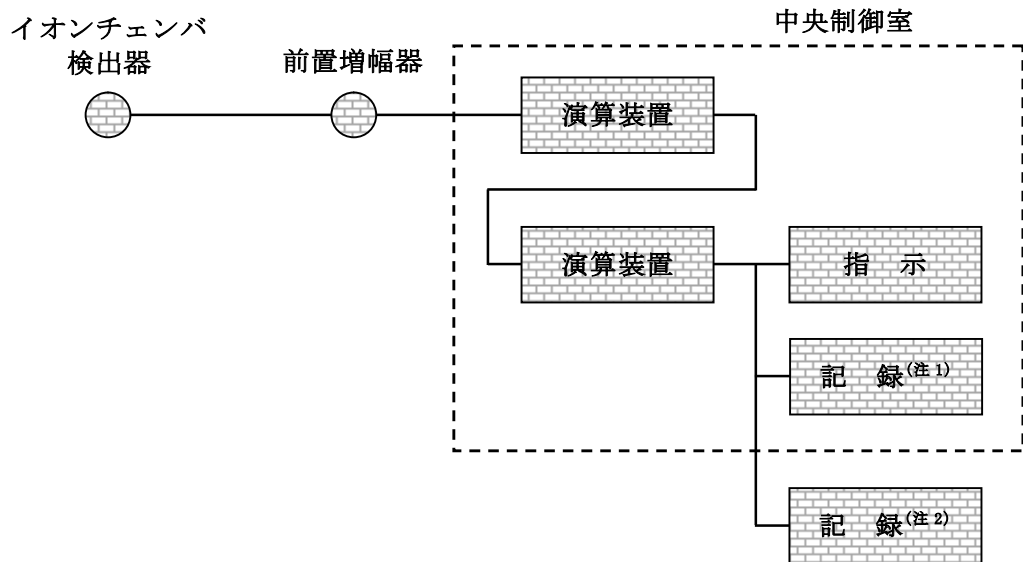 中央制御室
イオンチェンバ
検出器
前置増幅器
演算装置
演算装置
指 示
記 録(注1)
記 録(注2)